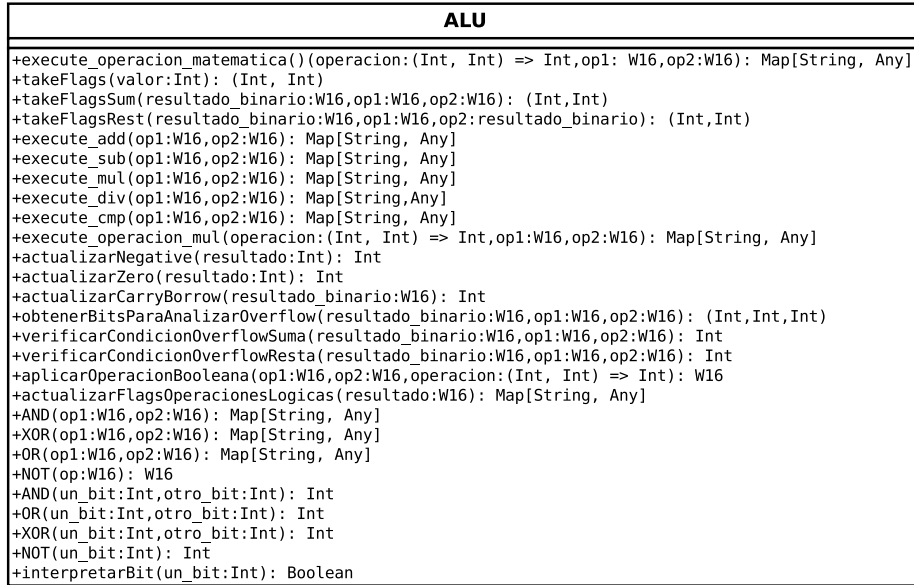 ALU
+execute_operacion_matematica()(operacion:(Int, Int) => Int,op1: W16,op2:W16): Map[String, Any]
+takeFlags(valor:Int): (Int, Int)
+takeFlagsSum(resultado_binario:W16,op1:W16,op2:W16): (Int,Int)
+takeFlagsRest(resultado_binario:W16,op1:W16,op2:resultado_binario): (Int,Int)
+execute_add(op1:W16,op2:W16): Map[String, Any]
+execute_sub(op1:W16,op2:W16): Map[String, Any]
+execute_mul(op1:W16,op2:W16): Map[String, Any]
+execute_div(op1:W16,op2:W16): Map[String,Any]
+execute_cmp(op1:W16,op2:W16): Map[String, Any]
+execute_operacion_mul(operacion:(Int, Int) => Int,op1:W16,op2:W16): Map[String, Any]
+actualizarNegative(resultado:Int): Int
+actualizarZero(resultado:Int): Int
+actualizarCarryBorrow(resultado_binario:W16): Int
+obtenerBitsParaAnalizarOverflow(resultado_binario:W16,op1:W16,op2:W16): (Int,Int,Int)
+verificarCondicionOverflowSuma(resultado_binario:W16,op1:W16,op2:W16): Int
+verificarCondicionOverflowResta(resultado_binario:W16,op1:W16,op2:W16): Int
+aplicarOperacionBooleana(op1:W16,op2:W16,operacion:(Int, Int) => Int): W16
+actualizarFlagsOperacionesLogicas(resultado:W16): Map[String, Any]
+AND(op1:W16,op2:W16): Map[String, Any]
+XOR(op1:W16,op2:W16): Map[String, Any]
+OR(op1:W16,op2:W16): Map[String, Any]
+NOT(op:W16): W16
+AND(un_bit:Int,otro_bit:Int): Int
+OR(un_bit:Int,otro_bit:Int): Int
+XOR(un_bit:Int,otro_bit:Int): Int
+NOT(un_bit:Int): Int
+interpretarBit(un_bit:Int): Boolean